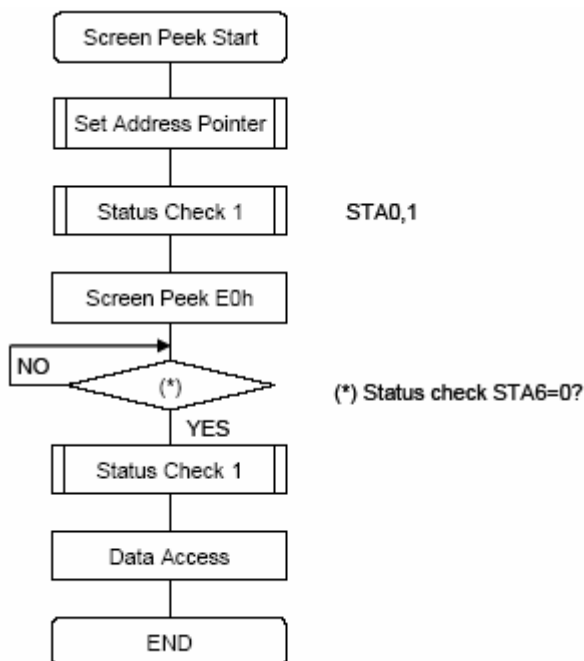 Screen Peek Start
Set Address Pointer
Status Check 1
STA0,1
Screen Peek E0h
NO
(*)
(*) Status check STA6=0?
YES
Status Check 1
Data Access
END